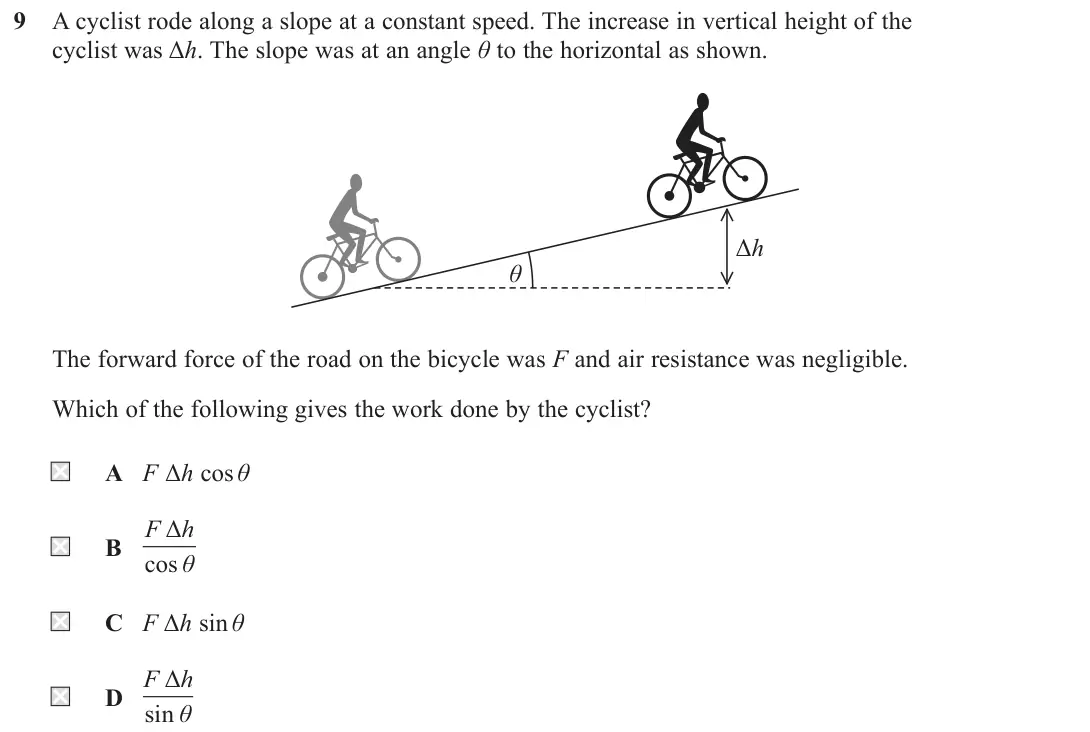 9 A cyclist rode along a slope at a constant speed. The increase in vertical height of the
cyclist was Δh. The slope was at an angle θ to the horizontal as shown.
Δh
θ
The forward force of the road on the bicycle was F and air resistance was negligible.
Which of the following gives the work done by the cyclist?
A F Δh cos θ
B F Δh
cos θ
C F Δh sin θ
D F Δh
sin θ